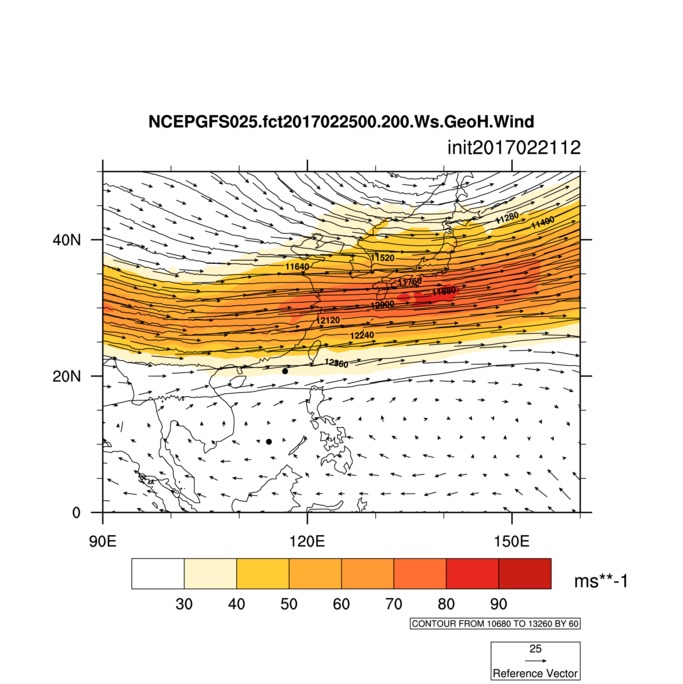 NCEPGFS025.fct2017022500.200.Ws.GeoH.Wind
init2017022112
11280
11400
40N
11520
11640
11760
11880
12000
12120
12240
12360
20N
0
90E 120E 150E
ms**-1
30 40 50 60 70 80 90
CONTOUR FROM 10680 TO 13260 BY 60
25
Reference Vector